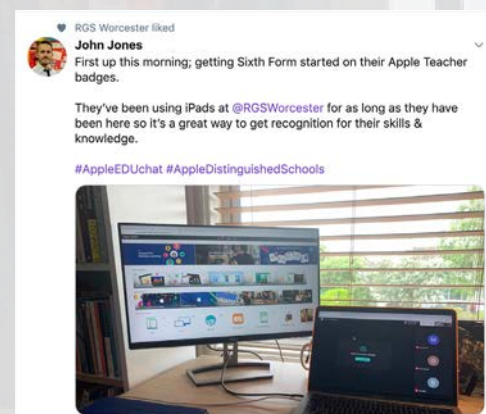 RGS Worcester liked
John Jones
First up this morning; getting Sixth Form started on their Apple Teacher
badges.
They've been using iPads at @RGSWorcester for as long as they have
been here so it's a great way to get recognition for their skills &
knowledge.
#AppleEDUchat #AppleDistinguishedSchools